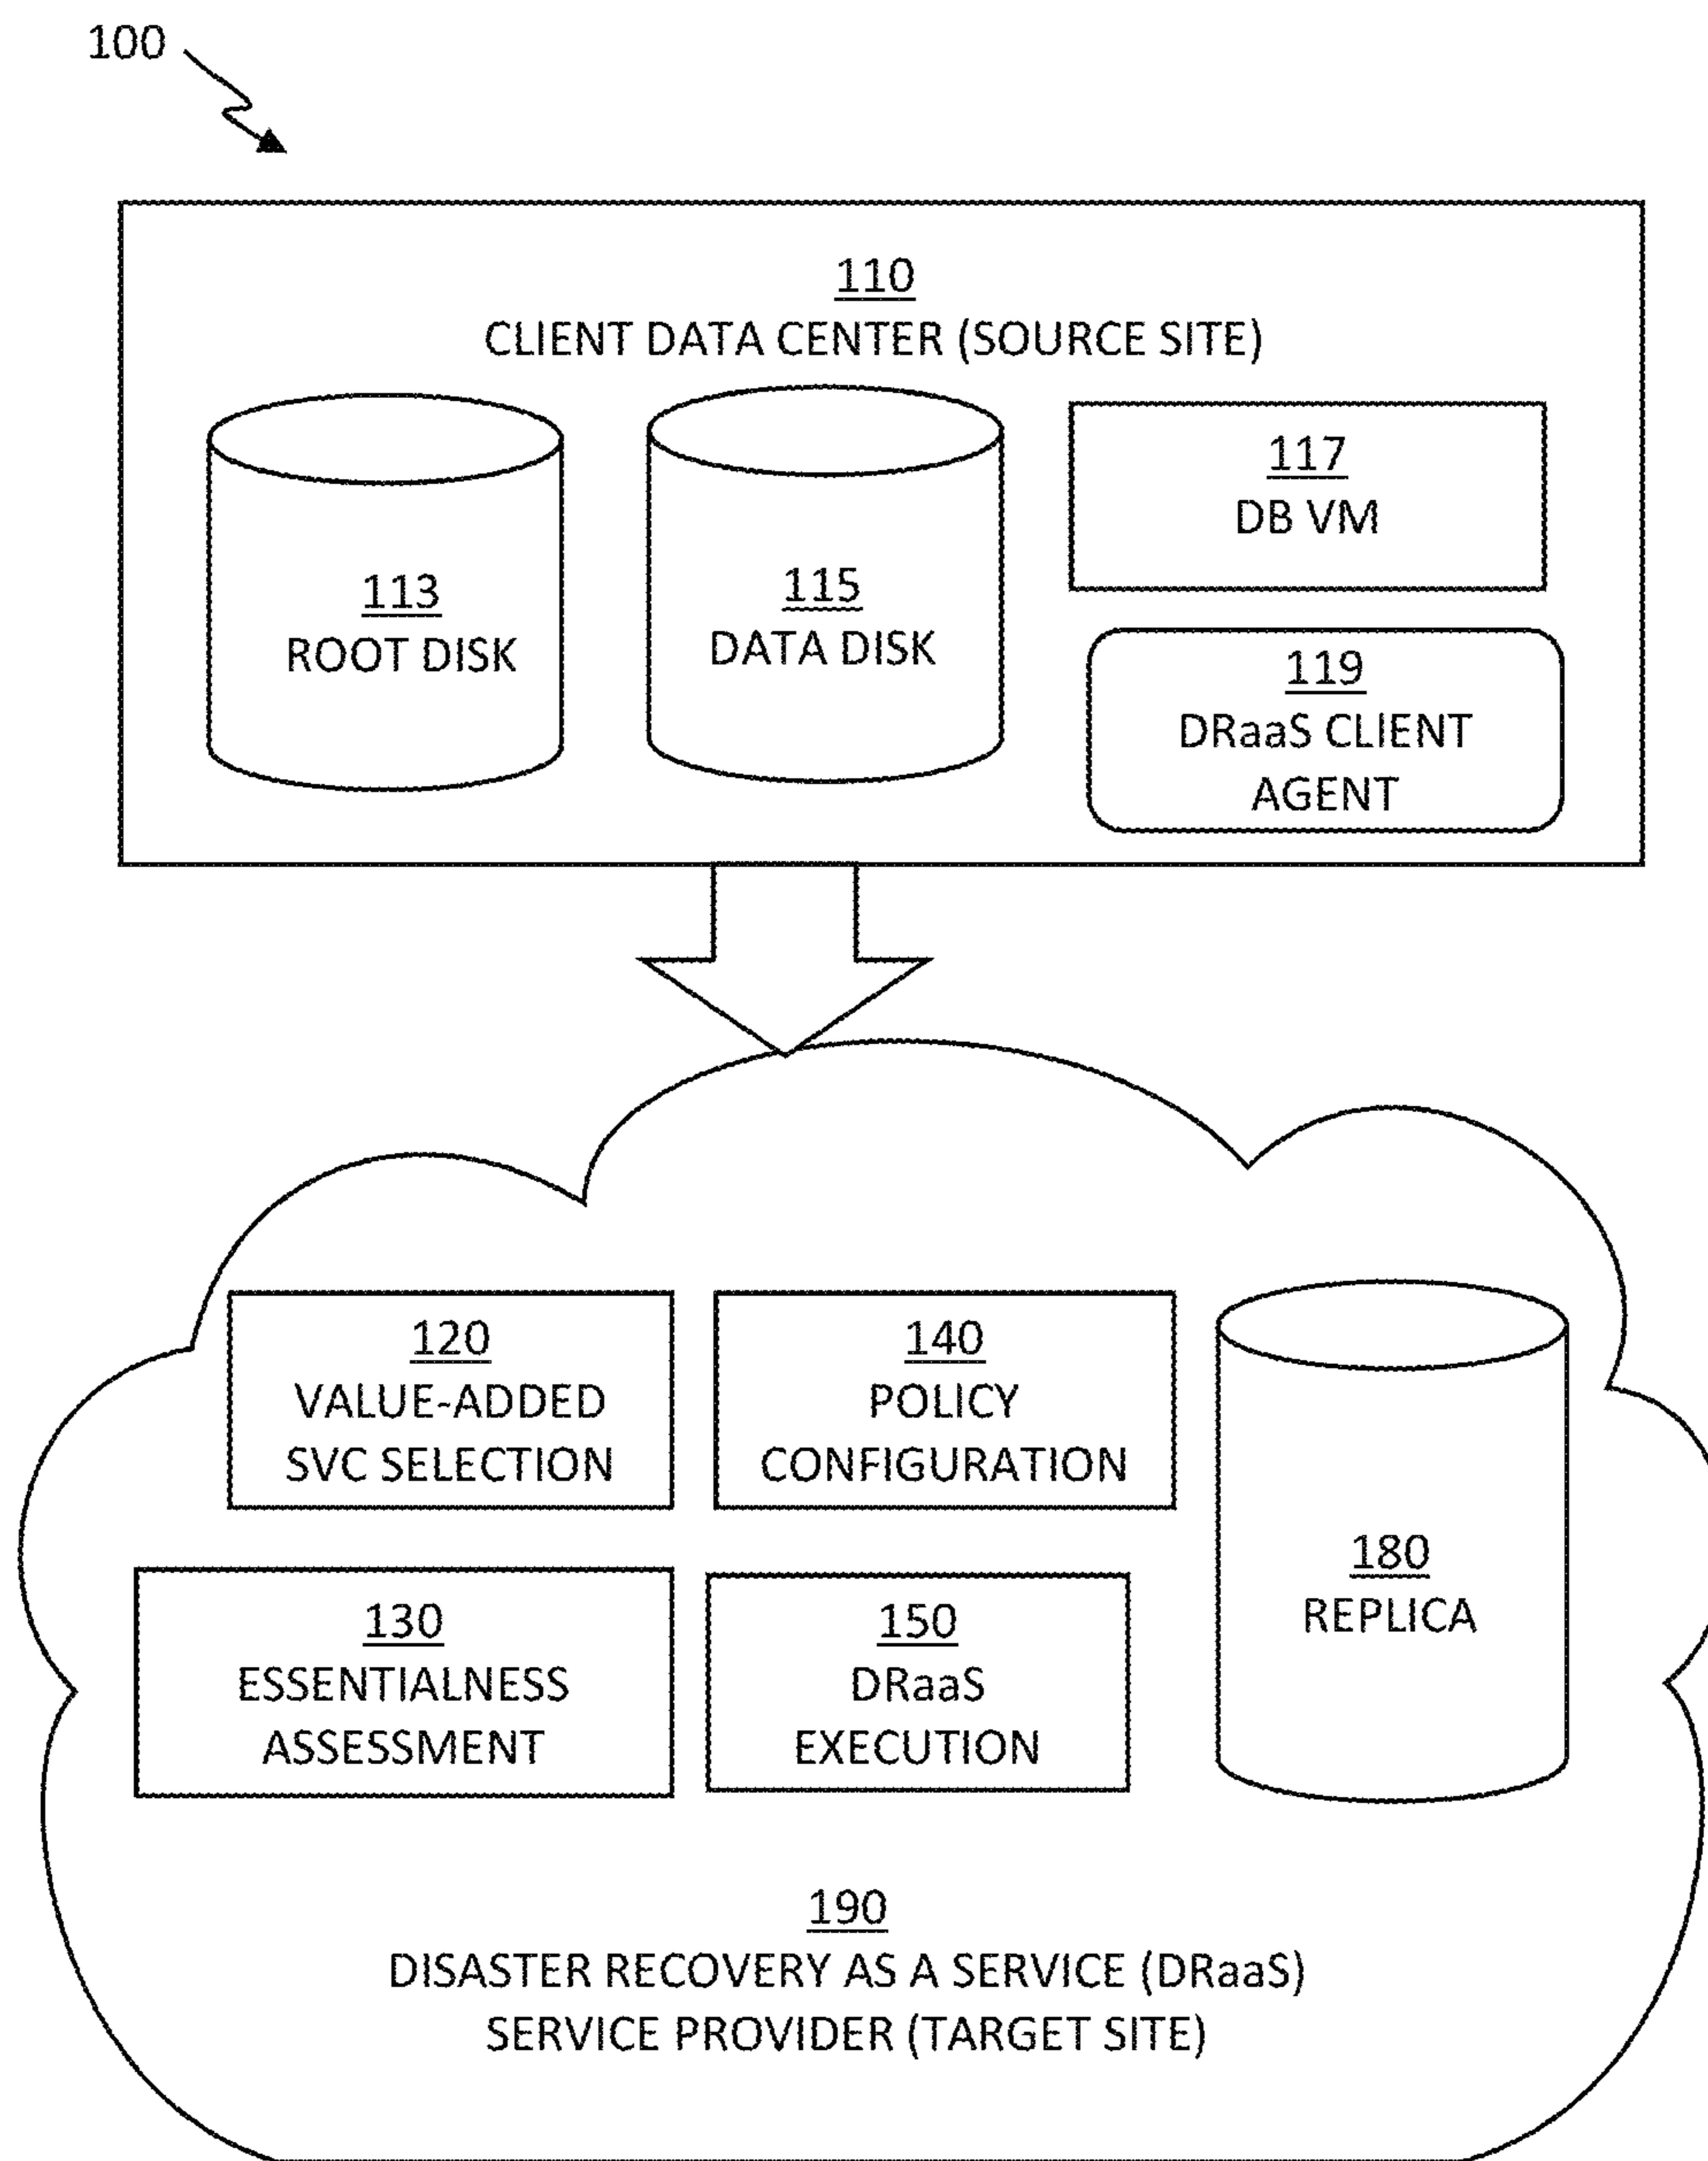 100
110
CLIENT DATA CENTER (SOURCE SITE)
113
ROOT DISK
115
DATA DISK
117
DB VM
119
DRaaS CLIENT
AGENT
120
VALUE-ADDED
SVC SELECTION
140
POLICY
CONFIGURATION
130
ESSENTIALNESS
ASSESSMENT
150
DRaaS
EXECUTION
180
REPLICA
190
DISASTER RECOVERY AS A SERVICE (DRaaS)
SERVICE PROVIDER (TARGET SITE)